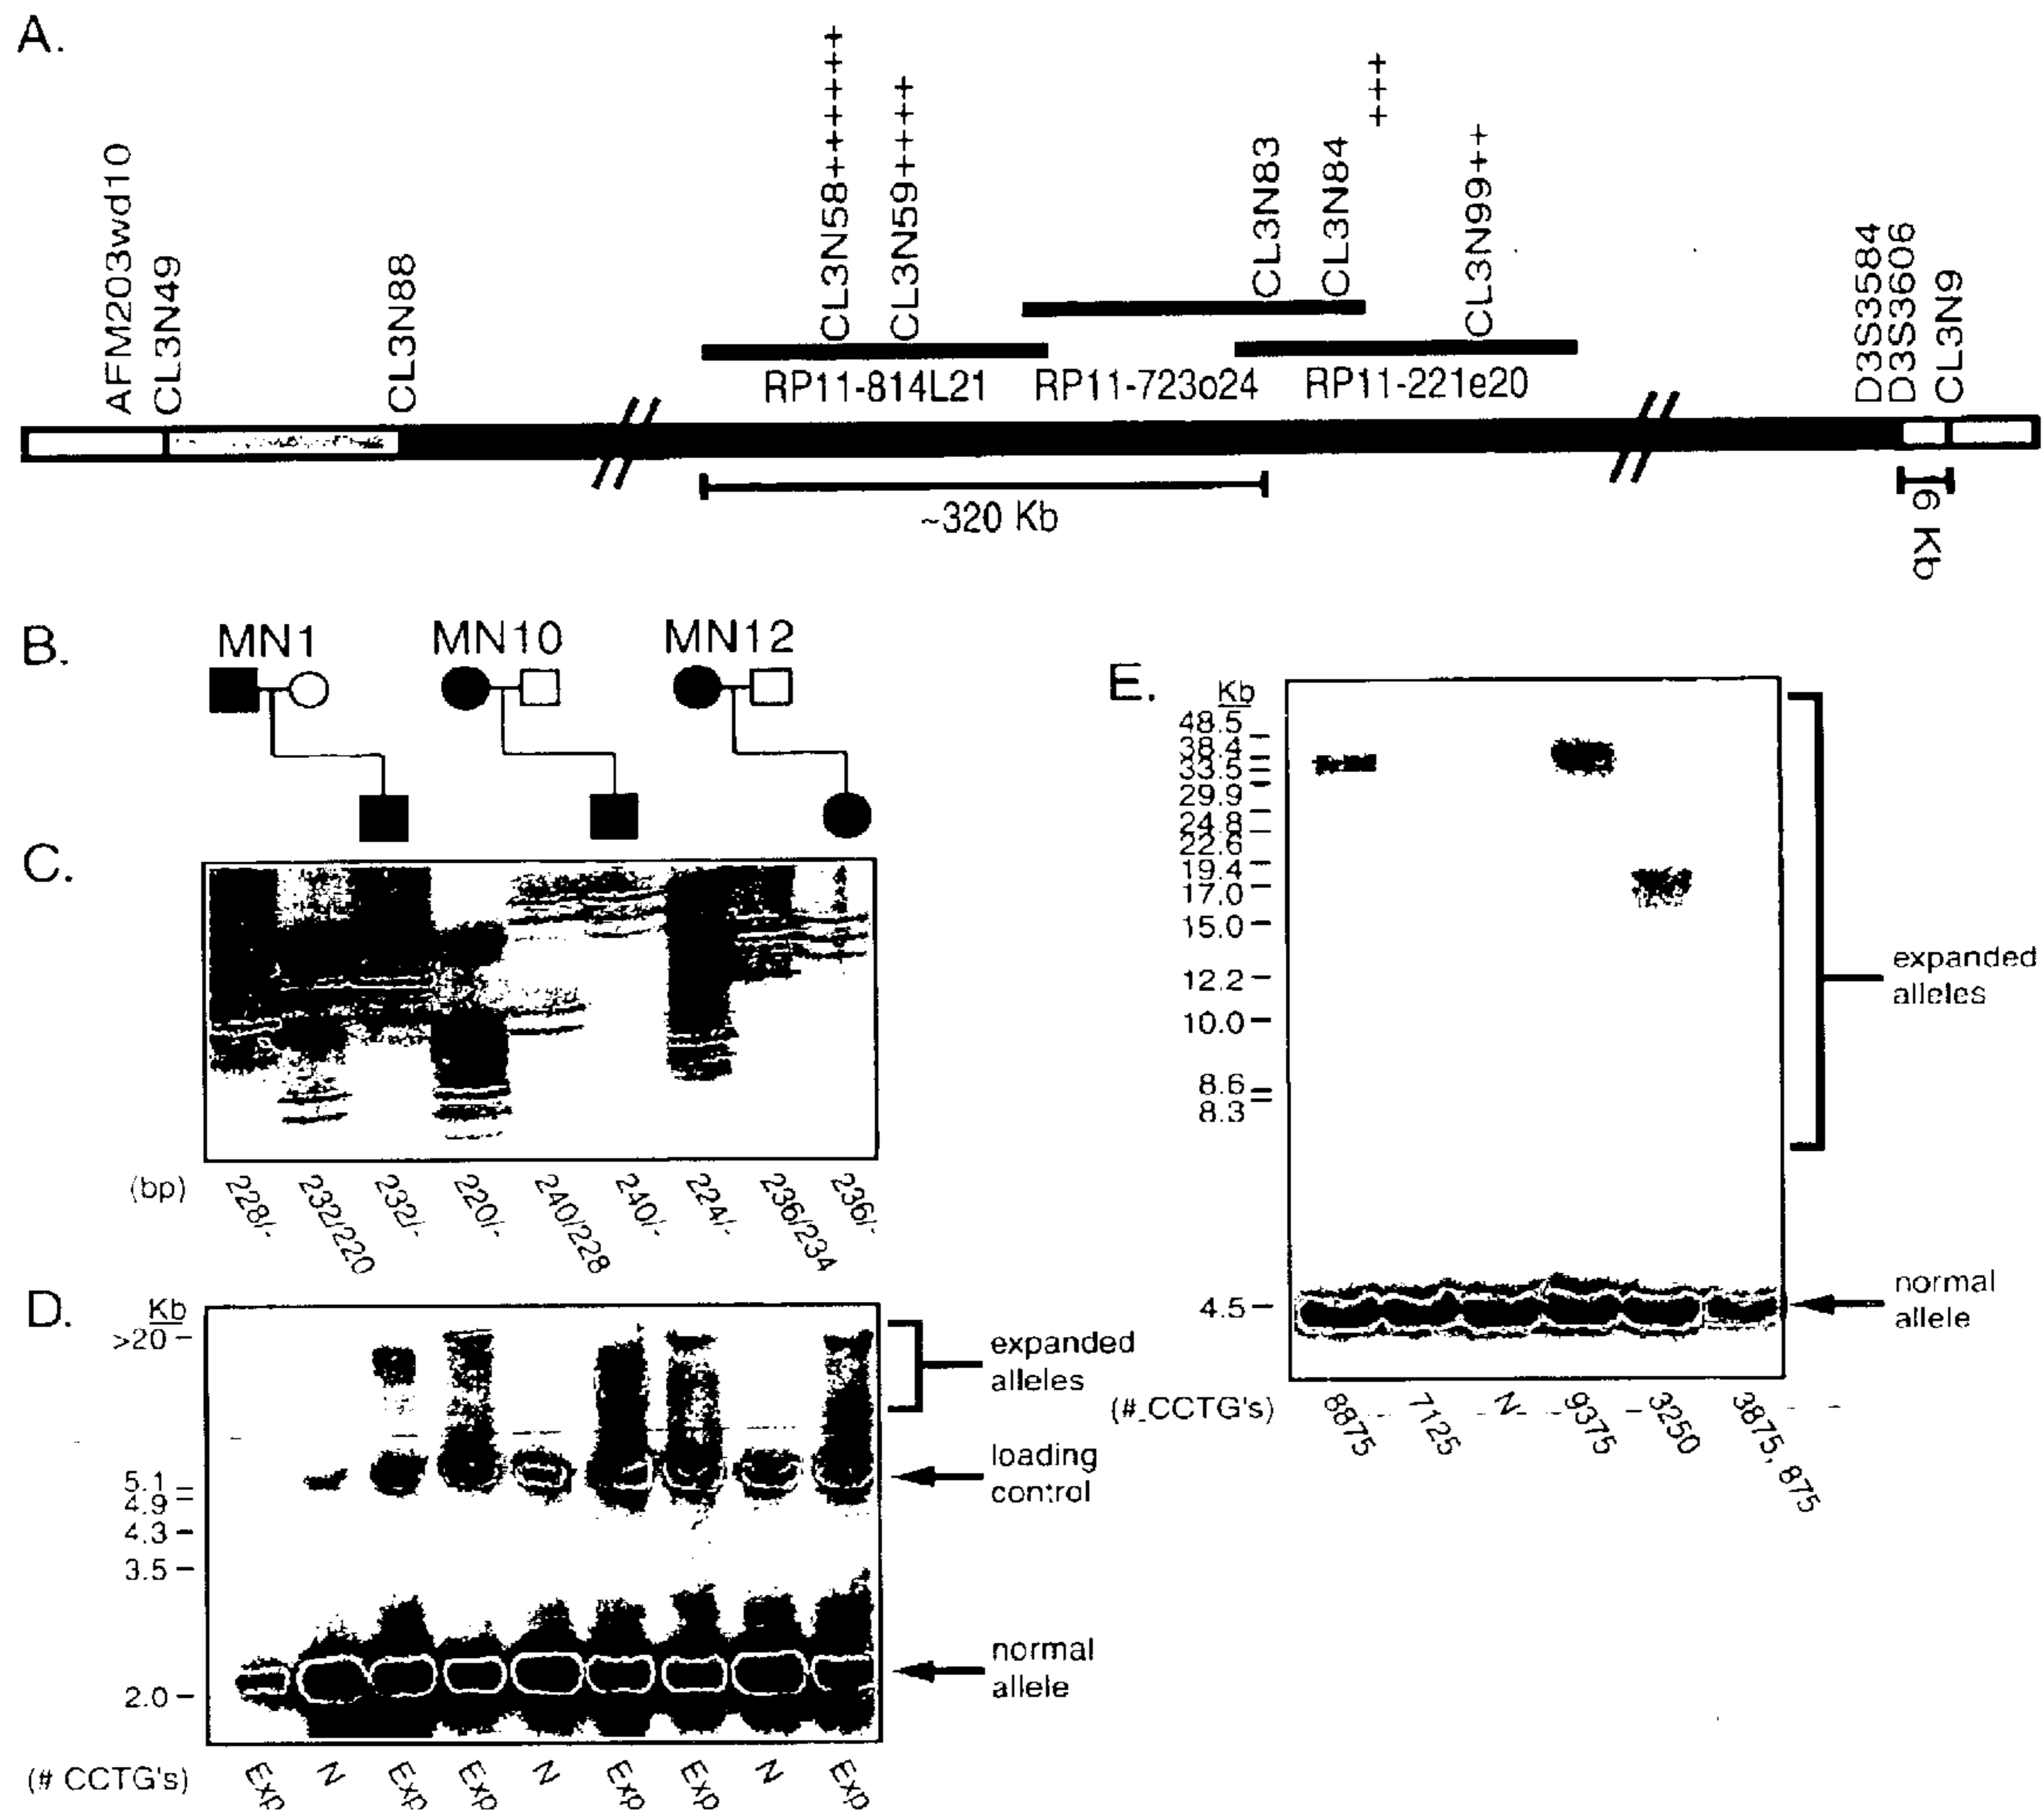 A.
AFM203wd10
CL3N49
CL3N88
CL3N58+++++++
CL3N59++++
CL3N83
CL3N84
+++
CL3N99++
D3S3584
D3S3606
CL3N9
RP11-814L21
RP11-723o24
RP11-221e20
~320 Kb
6 Kb
B.
MN1
MN10
MN12
C.
(bp)
228/-
232/220
232/-
220/-
240/228
240/-
224/-
236/234
236/-
D.
Kb
>20
5.1
4.9
4.3
3.5
2.0
expanded
alleles
loading
control
normal
allele
(# CCTG's)
Exp
N
Exp
Exp
N
Exp
Exp
N
Exp
E.
Kb
48.5
38.4
33.5
29.9
24.8
22.6
19.4
17.0
15.0
12.2
10.0
8.6
8.3
4.5
expanded
alleles
normal
allele
(# CCTG's)
8875
7125
N
9375
3250
3875, 875